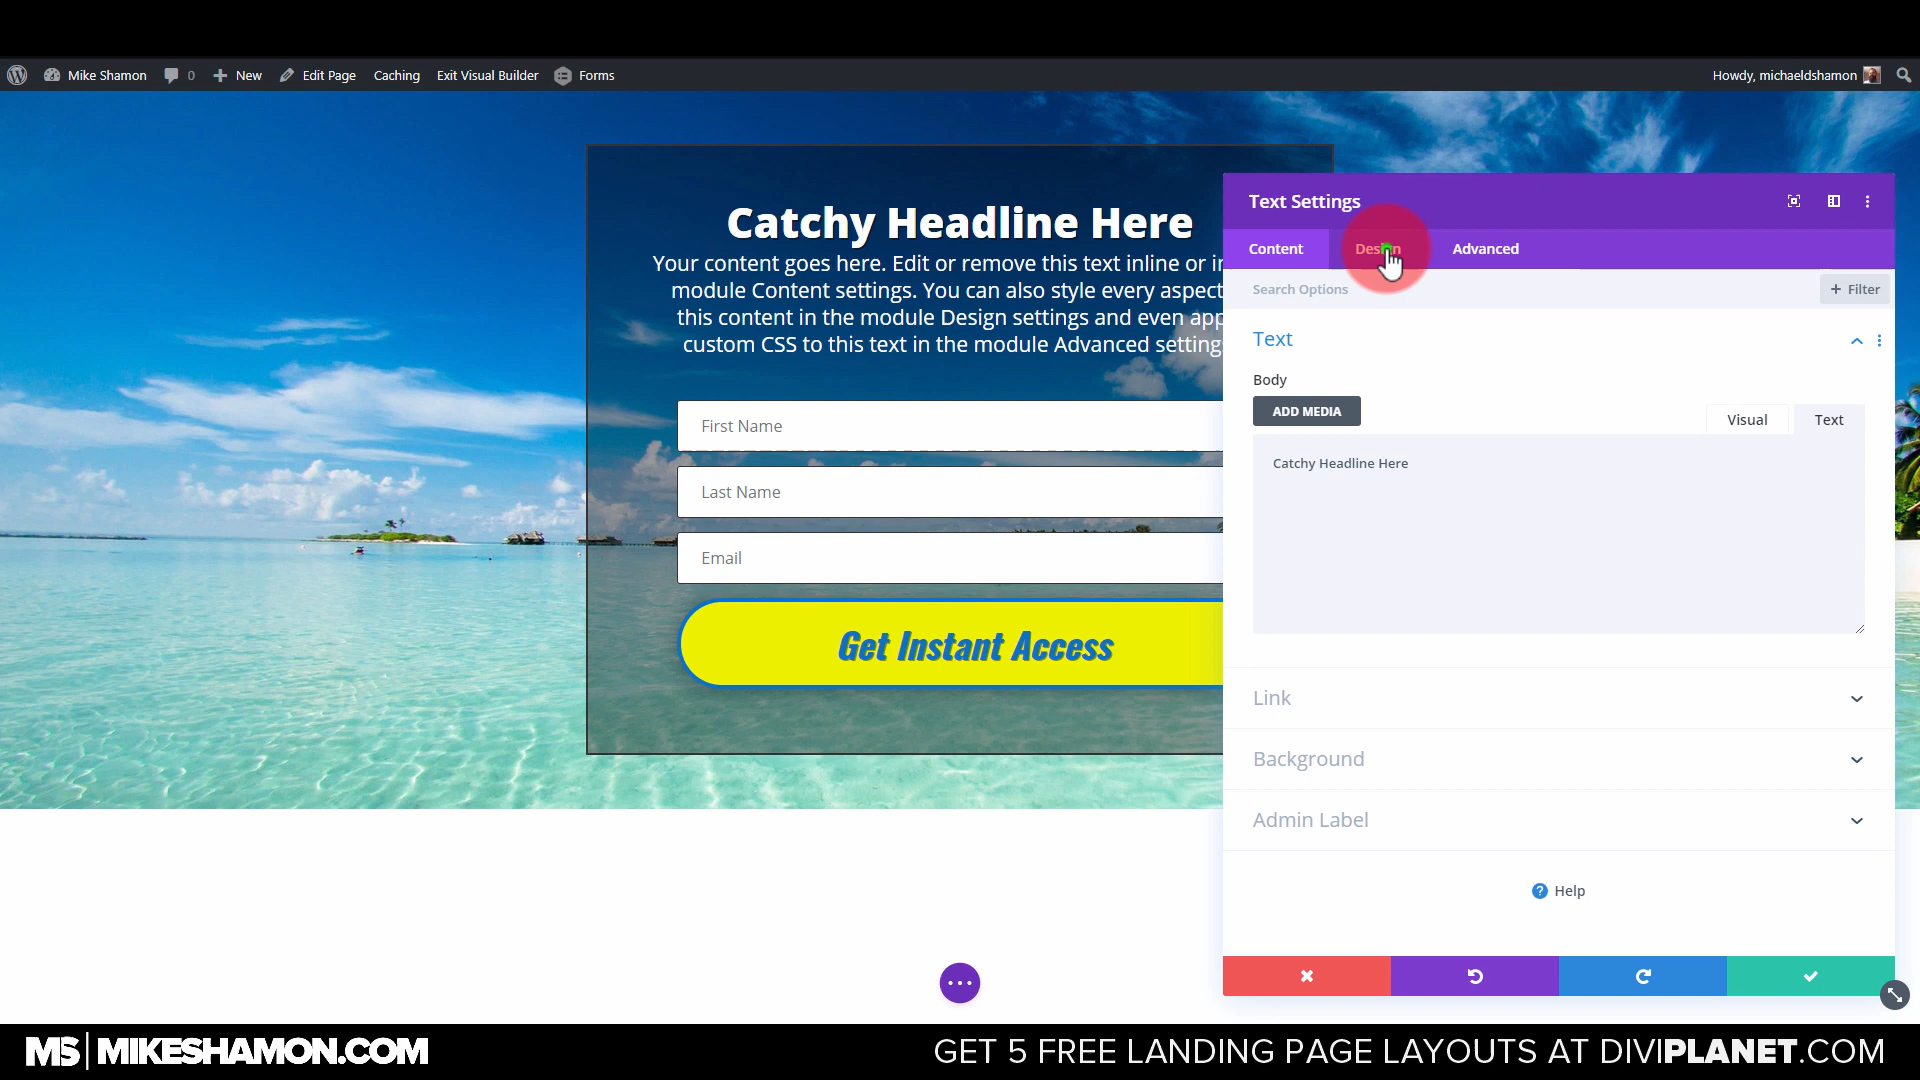 Mike Shamon 0 New Edit Page Caching Exit Visual Builder Forms Howdy, michaeldshamon
Catchy Headline Here
Your content goes here. Edit or remove this text inline or in
module Content settings. You can also style every aspect
this content in the module Design settings and even app
custom CSS to this text in the module Advanced setting
First Name
Last Name
Email
Get Instant Access
Text Settings
Content Design Advanced
Search Options + Filter
Text
Body
ADD MEDIA
Visual Text
Catchy Headline Here
Link
Background
Admin Label
? Help
MS|MIKESHAMON.COM
GET 5 FREE LANDING PAGE LAYOUTS AT DIVIPLANET.COM